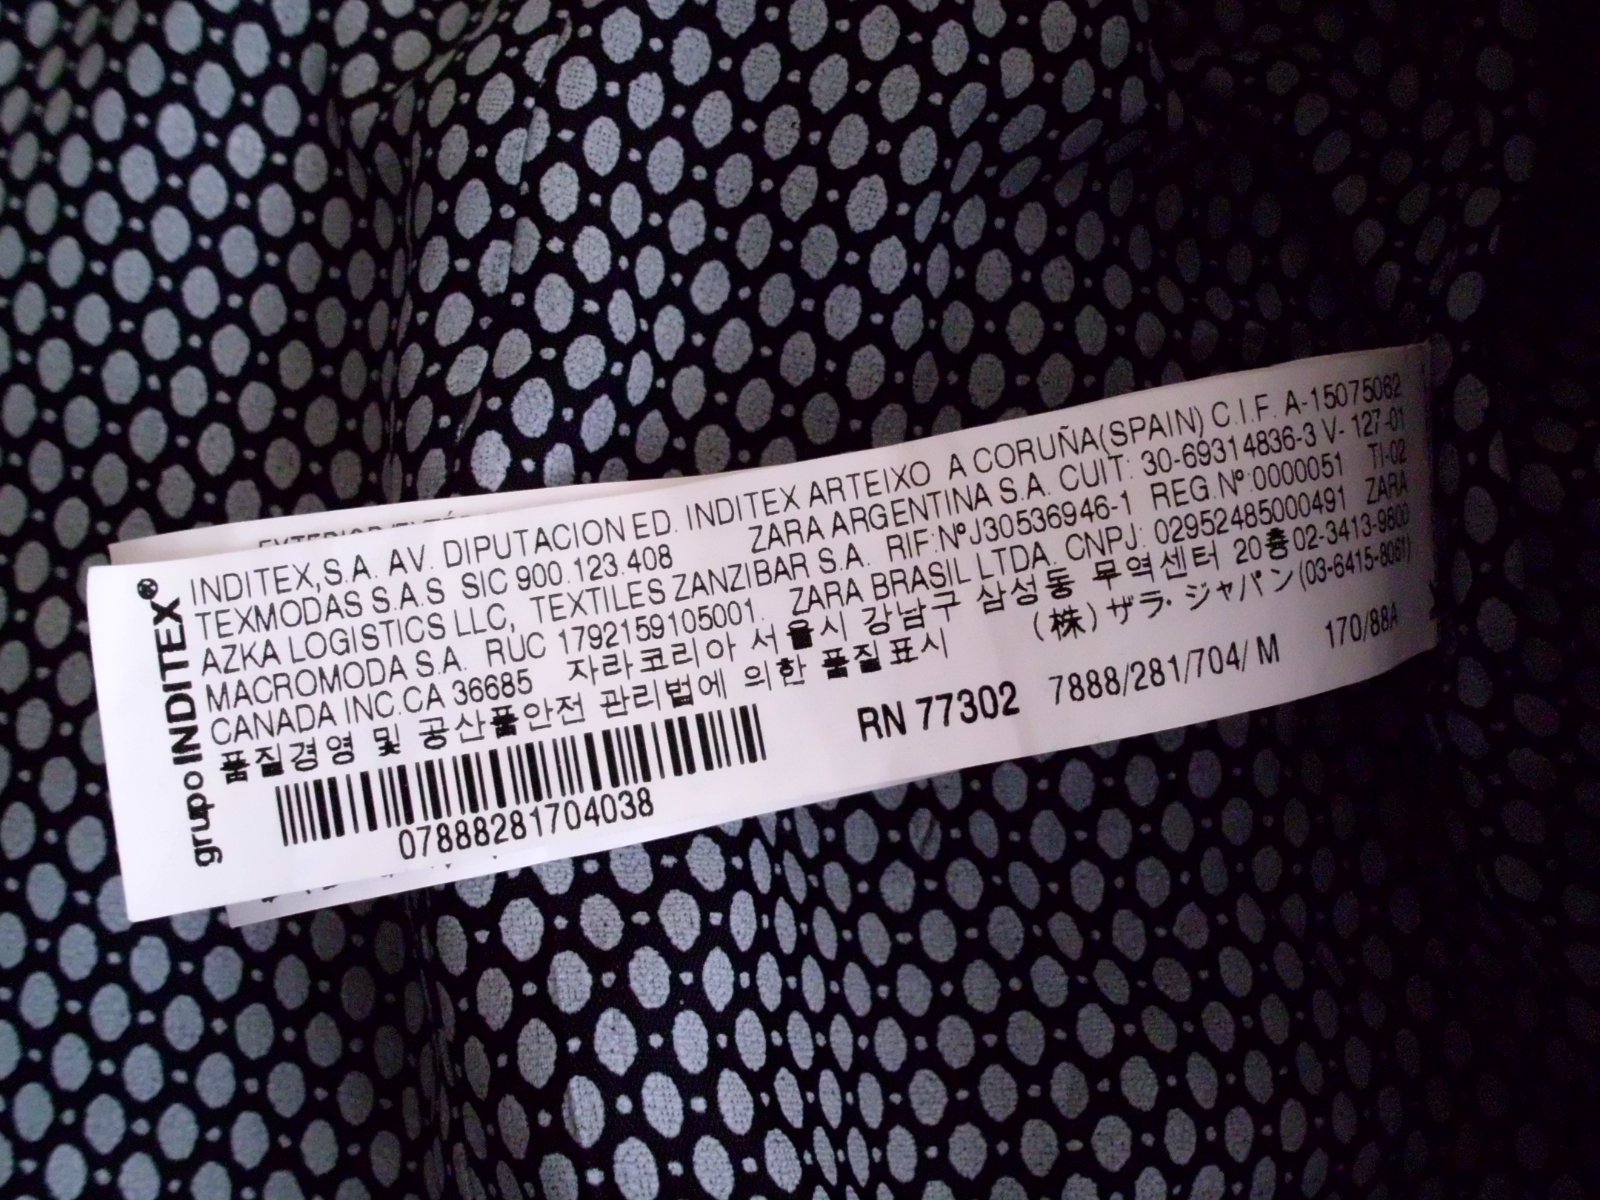 grupo INDITEX®
INDITEX,S.A. AV. DIPUTACION ED. INDITEX ARTEIXO A CORUÑA(SPAIN) C.I.F. A-15075062
TEXMODAS S.A.S SIC 900.123.408 ZARA ARGENTINA S.A. CUIT: 30-69314836-3 V- 127-01
AZKA LOGISTICS LLC, TEXTILES ZANZIBAR S.A. RIF:NºJ30536946-1 REG.Nº:0000051 TI-02
MACROMODA S.A. RUC 1792159105001. ZARA BRASIL LTDA. CNPJ: 02952485000491 ZARA
CANADA INC.CA 36685 자라코리아 서울시 강남구 삼성동 무역센터 20층02-3413-9800
품질경영 및 공산품안전 관리법에 의한 품질표시 (株)ザラ・ジャパン(03-6415-8061)
RN 77302 7888/281/704/ M 170/88A
07888281704038